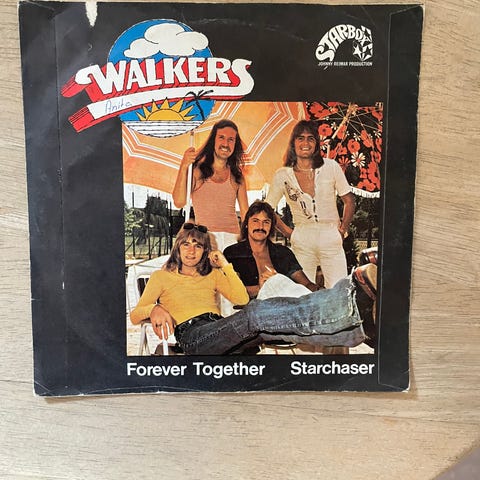 WALKERS
Anita
STARBOX
JOHNNY REIMAR PRODUCTION
Forever Together Starchaser